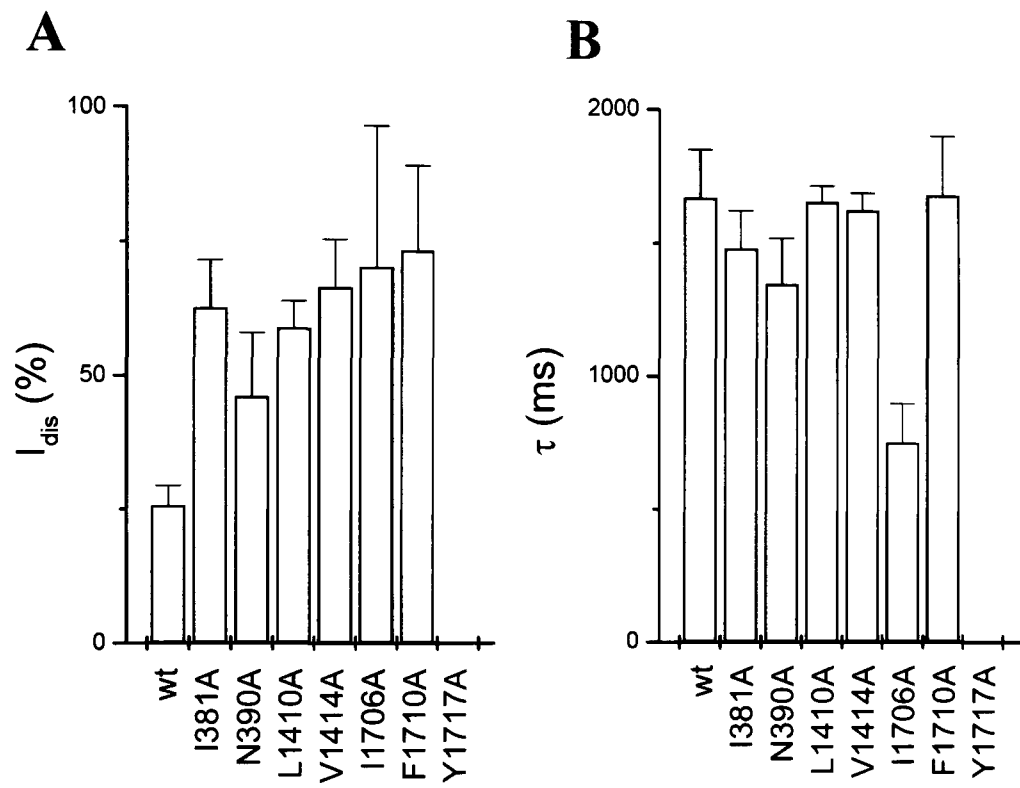 A
100
50
0
I_dis (%)
wt
I381A
N390A
L1410A
V1414A
I1706A
F1710A
Y1717A
B
2000
1000
0
τ (ms)
wt
I381A
N390A
L1410A
V1414A
I1706A
F1710A
Y1717A